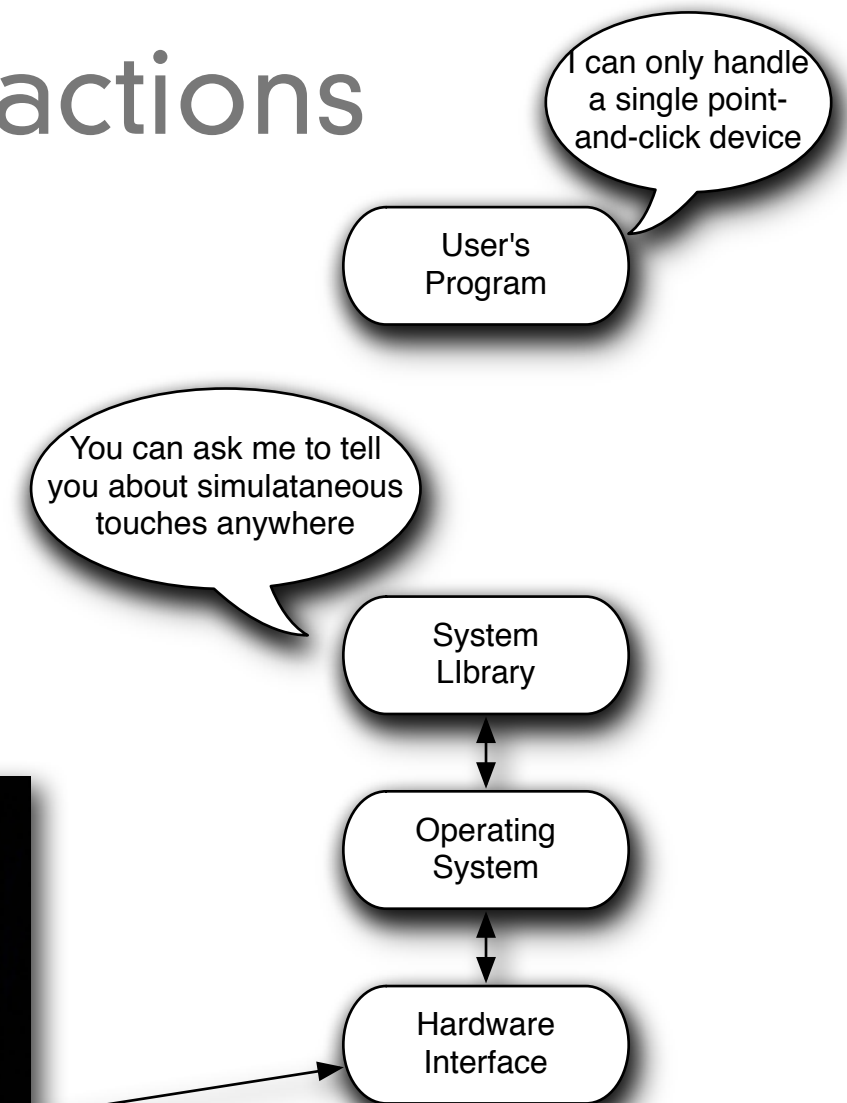 actions
I can only handle
a single point-
and-click device
User's
Program
You can ask me to tell
you about simulataneous
touches anywhere
System
LIbrary
Operating
System
Hardware
Interface